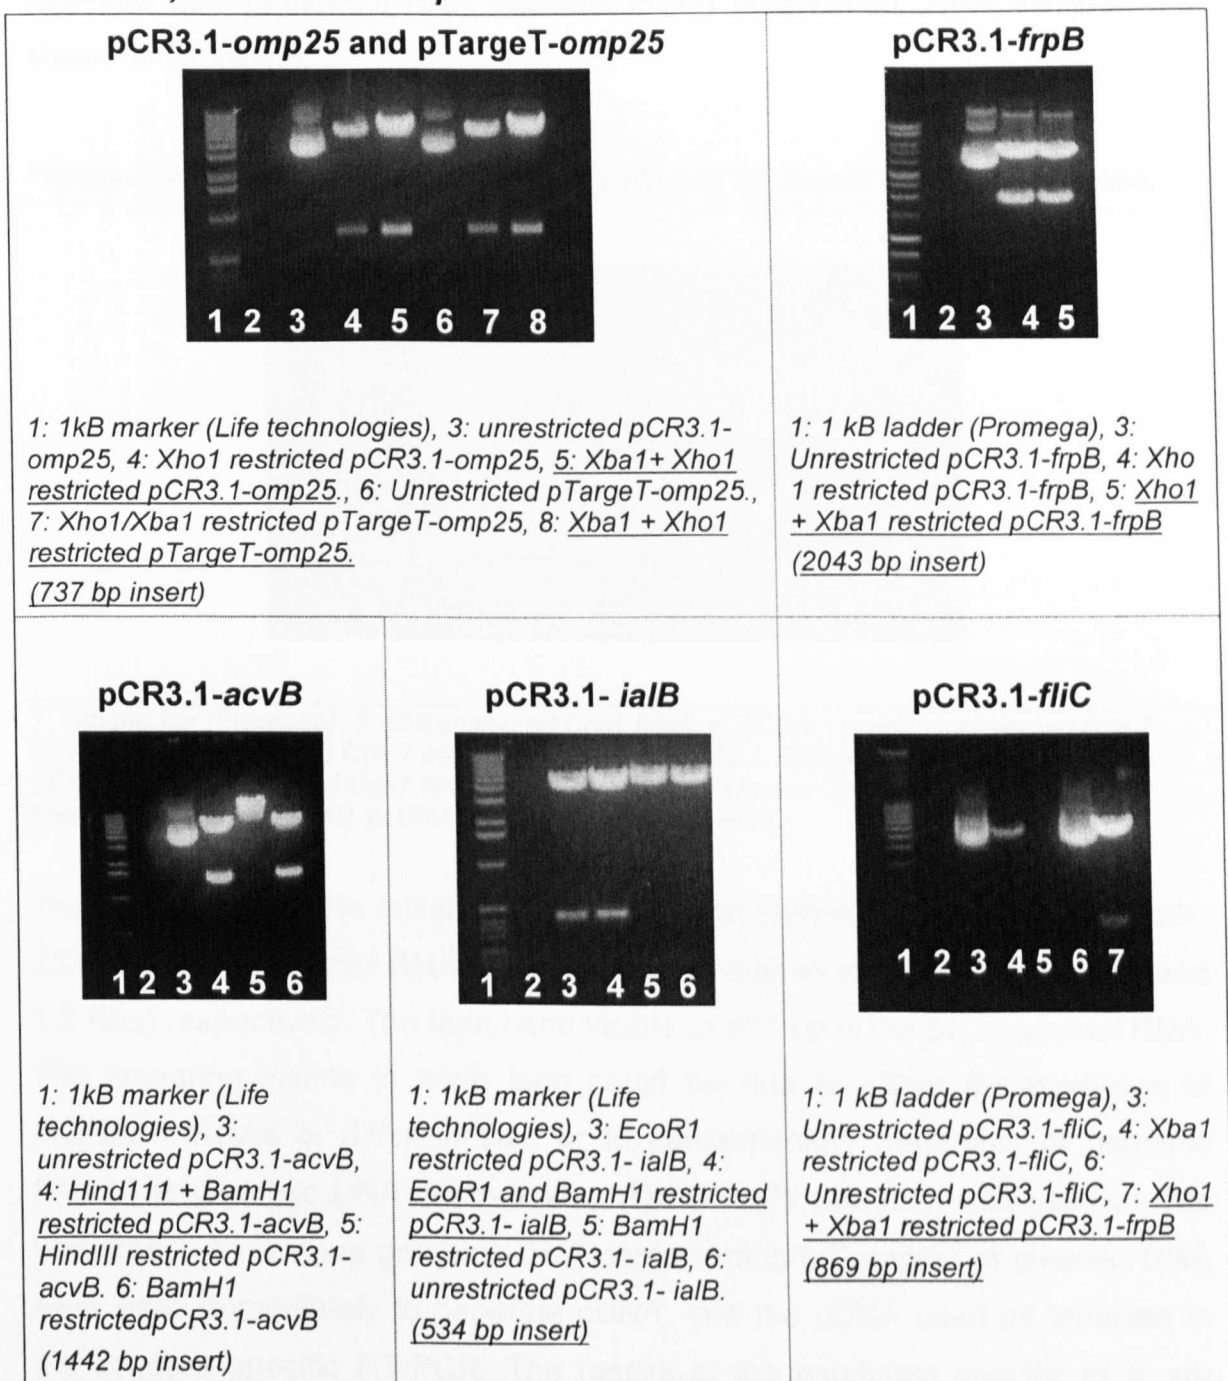 pCR3.1-omp25 and pTargeT-omp25
1 2 3 4 5 6 7 8
1: 1kB marker (Life technologies), 3: unrestricted pCR3.1-
omp25, 4: Xho1 restricted pCR3.1-omp25, 5: Xba1+ Xho1
restricted pCR3.1-omp25., 6: Unrestricted pTargeT-omp25.,
7: Xho1/Xba1 restricted pTargeT-omp25, 8: Xba1 + Xho1
restricted pTargeT-omp25.
(737 bp insert)
pCR3.1-frpB
1 2 3 4 5
1: 1 kB ladder (Promega), 3:
Unrestricted pCR3.1-frpB, 4: Xho
1 restricted pCR3.1-frpB, 5: Xho1
+ Xba1 restricted pCR3.1-frpB
(2043 bp insert)
pCR3.1-acvB
1 2 3 4 5 6
1: 1kB marker (Life
technologies), 3:
unrestricted pCR3.1-acvB,
4: Hind111 + BamH1
restricted pCR3.1-acvB, 5:
HindIII restricted pCR3.1-
acvB. 6: BamH1
restrictedpCR3.1-acvB
(1442 bp insert)
pCR3.1- ialB
1 2 3 4 5 6
1: 1kB marker (Life
technologies), 3: EcoR1
restricted pCR3.1- ialB, 4:
EcoR1 and BamH1 restricted
pCR3.1- ialB, 5: BamH1
restricted pCR3.1- ialB, 6:
unrestricted pCR3.1- ialB.
(534 bp insert)
pCR3.1-fliC
1 2 3 4 5 6 7
1: 1 kB ladder (Promega), 3:
Unrestricted pCR3.1-fliC, 4: Xba1
restricted pCR3.1-fliC, 6:
Unrestricted pCR3.1-fliC, 7: Xho1
+ Xba1 restricted pCR3.1-frpB
(869 bp insert)